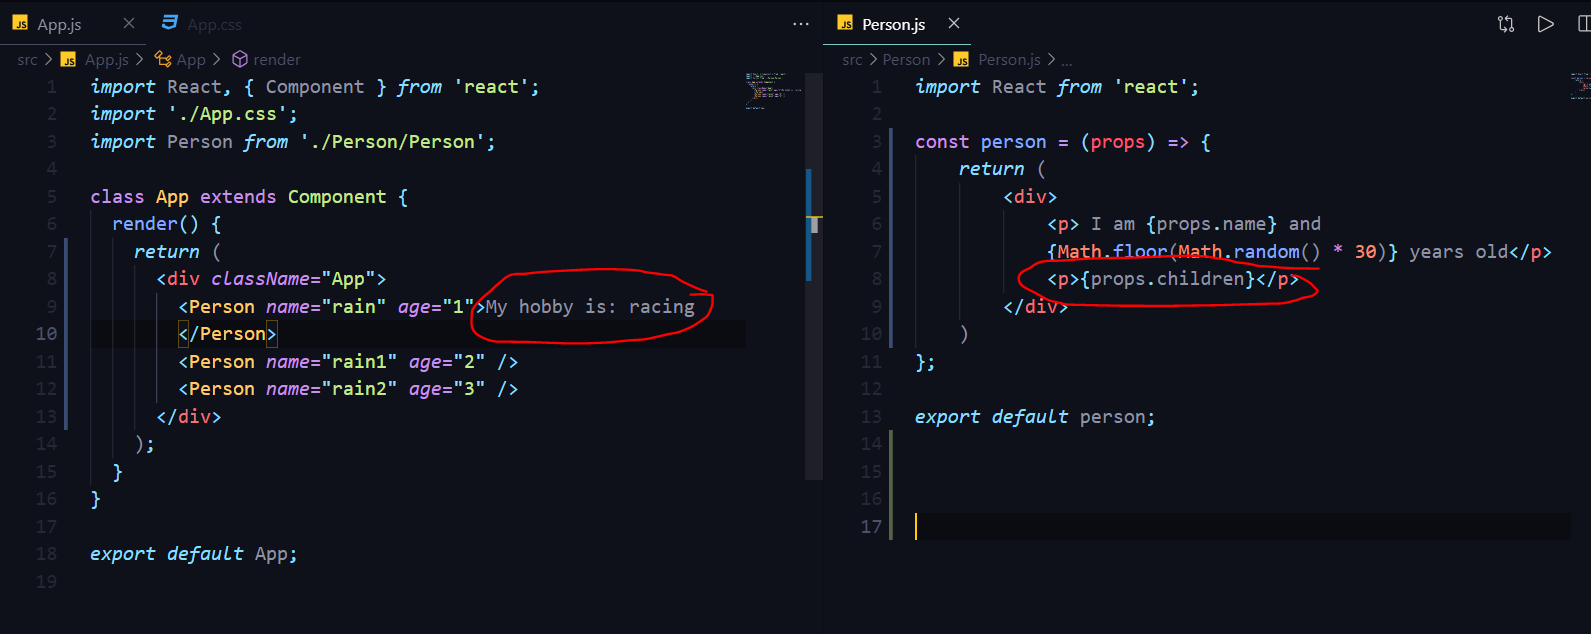 JS App.js
App.css
src > JS App.js > App > render
1 import React, { Component } from 'react';
2 import './App.css';
3 import Person from './Person/Person';
4
5 class App extends Component {
6 render() {
7 return (
8 <div className="App">
9 <Person name="rain" age="1">My hobby is: racing
10 </Person>
11 <Person name="rain1" age="2" />
12 <Person name="rain2" age="3" />
13 </div>
14 );
15 }
16 }
17
18 export default App;
19
JS Person.js
src > Person > JS Person.js > ...
1 import React from 'react';
2
3 const person = (props) => {
4 return (
5 <div>
6 <p> I am {props.name} and
7 {Math.floor(Math.random() * 30)} years old</p>
8 <p>{props.children}</p>
9 </div>
10 )
11 };
12
13 export default person;
14
15
16
17